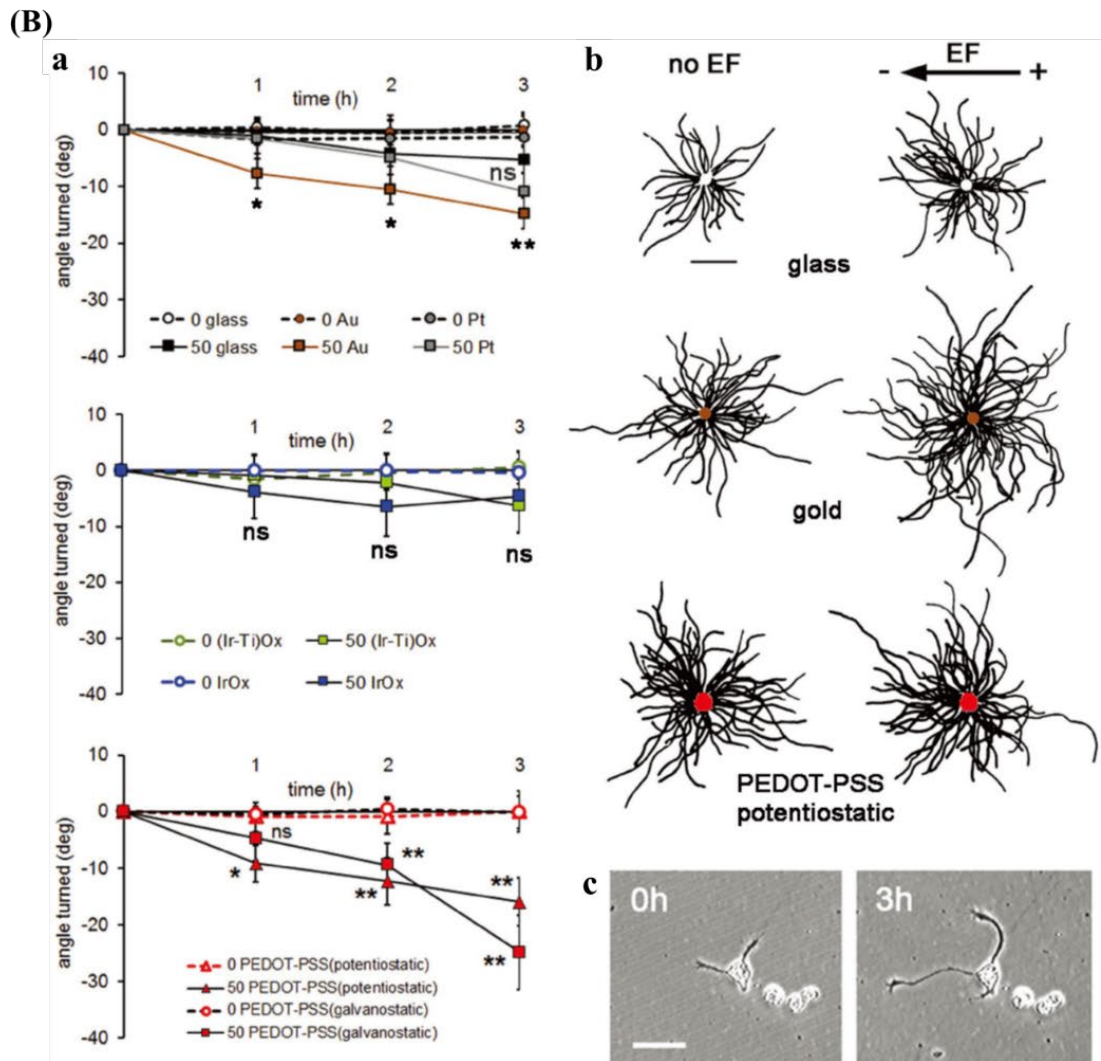 (B)
a
10
0
-10
-20
-30
-40
angle turned (deg)
1 2 3
time (h)
ns
* * **
0 glass 0 Au 0 Pt
50 glass 50 Au 50 Pt
10
0
-10
-20
-30
-40
angle turned (deg)
1 2 3
time (h)
ns ns ns
0 (Ir-Ti)Ox 50 (Ir-Ti)Ox
0 IrOx 50 IrOx
10
0
-10
-20
-30
-40
angle turned (deg)
1 2 3
time (h)
ns
* ** ** ** **
0 PEDOT-PSS(potentiostatic)
50 PEDOT-PSS(potentiostatic)
0 PEDOT-PSS(galvanostatic)
50 PEDOT-PSS(galvanostatic)
b
no EF
EF
- +
glass
gold
PEDOT-PSS
potentiostatic
c
0h
3h